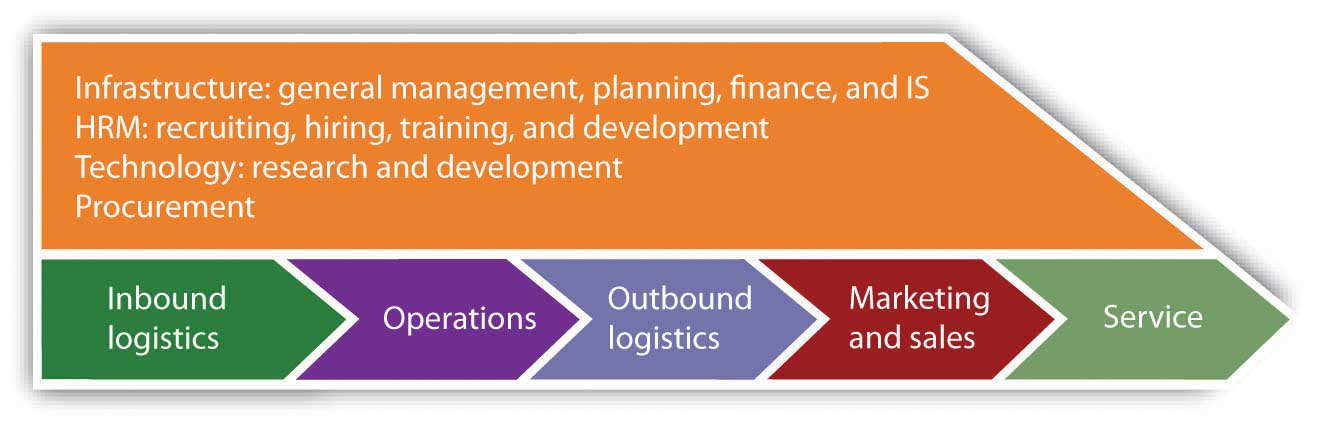 Infrastructure: general management, planning, finance, and IS
HRM: recruiting, hiring, training, and development
Technology: research and development
Procurement
Inbound
logistics
Operations
Outbound
logistics
Marketing
and sales
Service